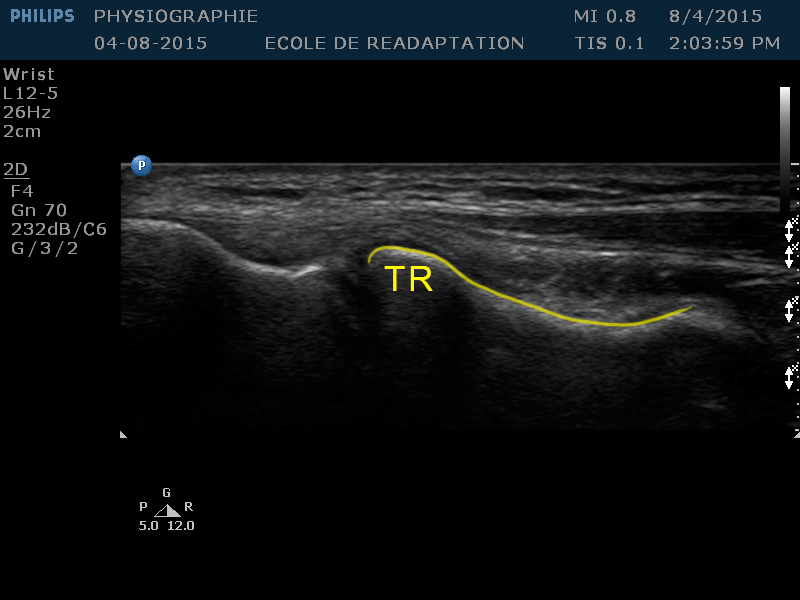 PHILIPS PHYSIOGRAPHIE MI 0.8 8/4/2015
04-08-2015 ECOLE DE READAPTATION TIS 0.1 2:03:59 PM
Wrist
L12-5
26Hz
2cm
2D
F4
Gn 70
232dB/C6
G/3/2
P
TR
G
P R
5.0 12.0